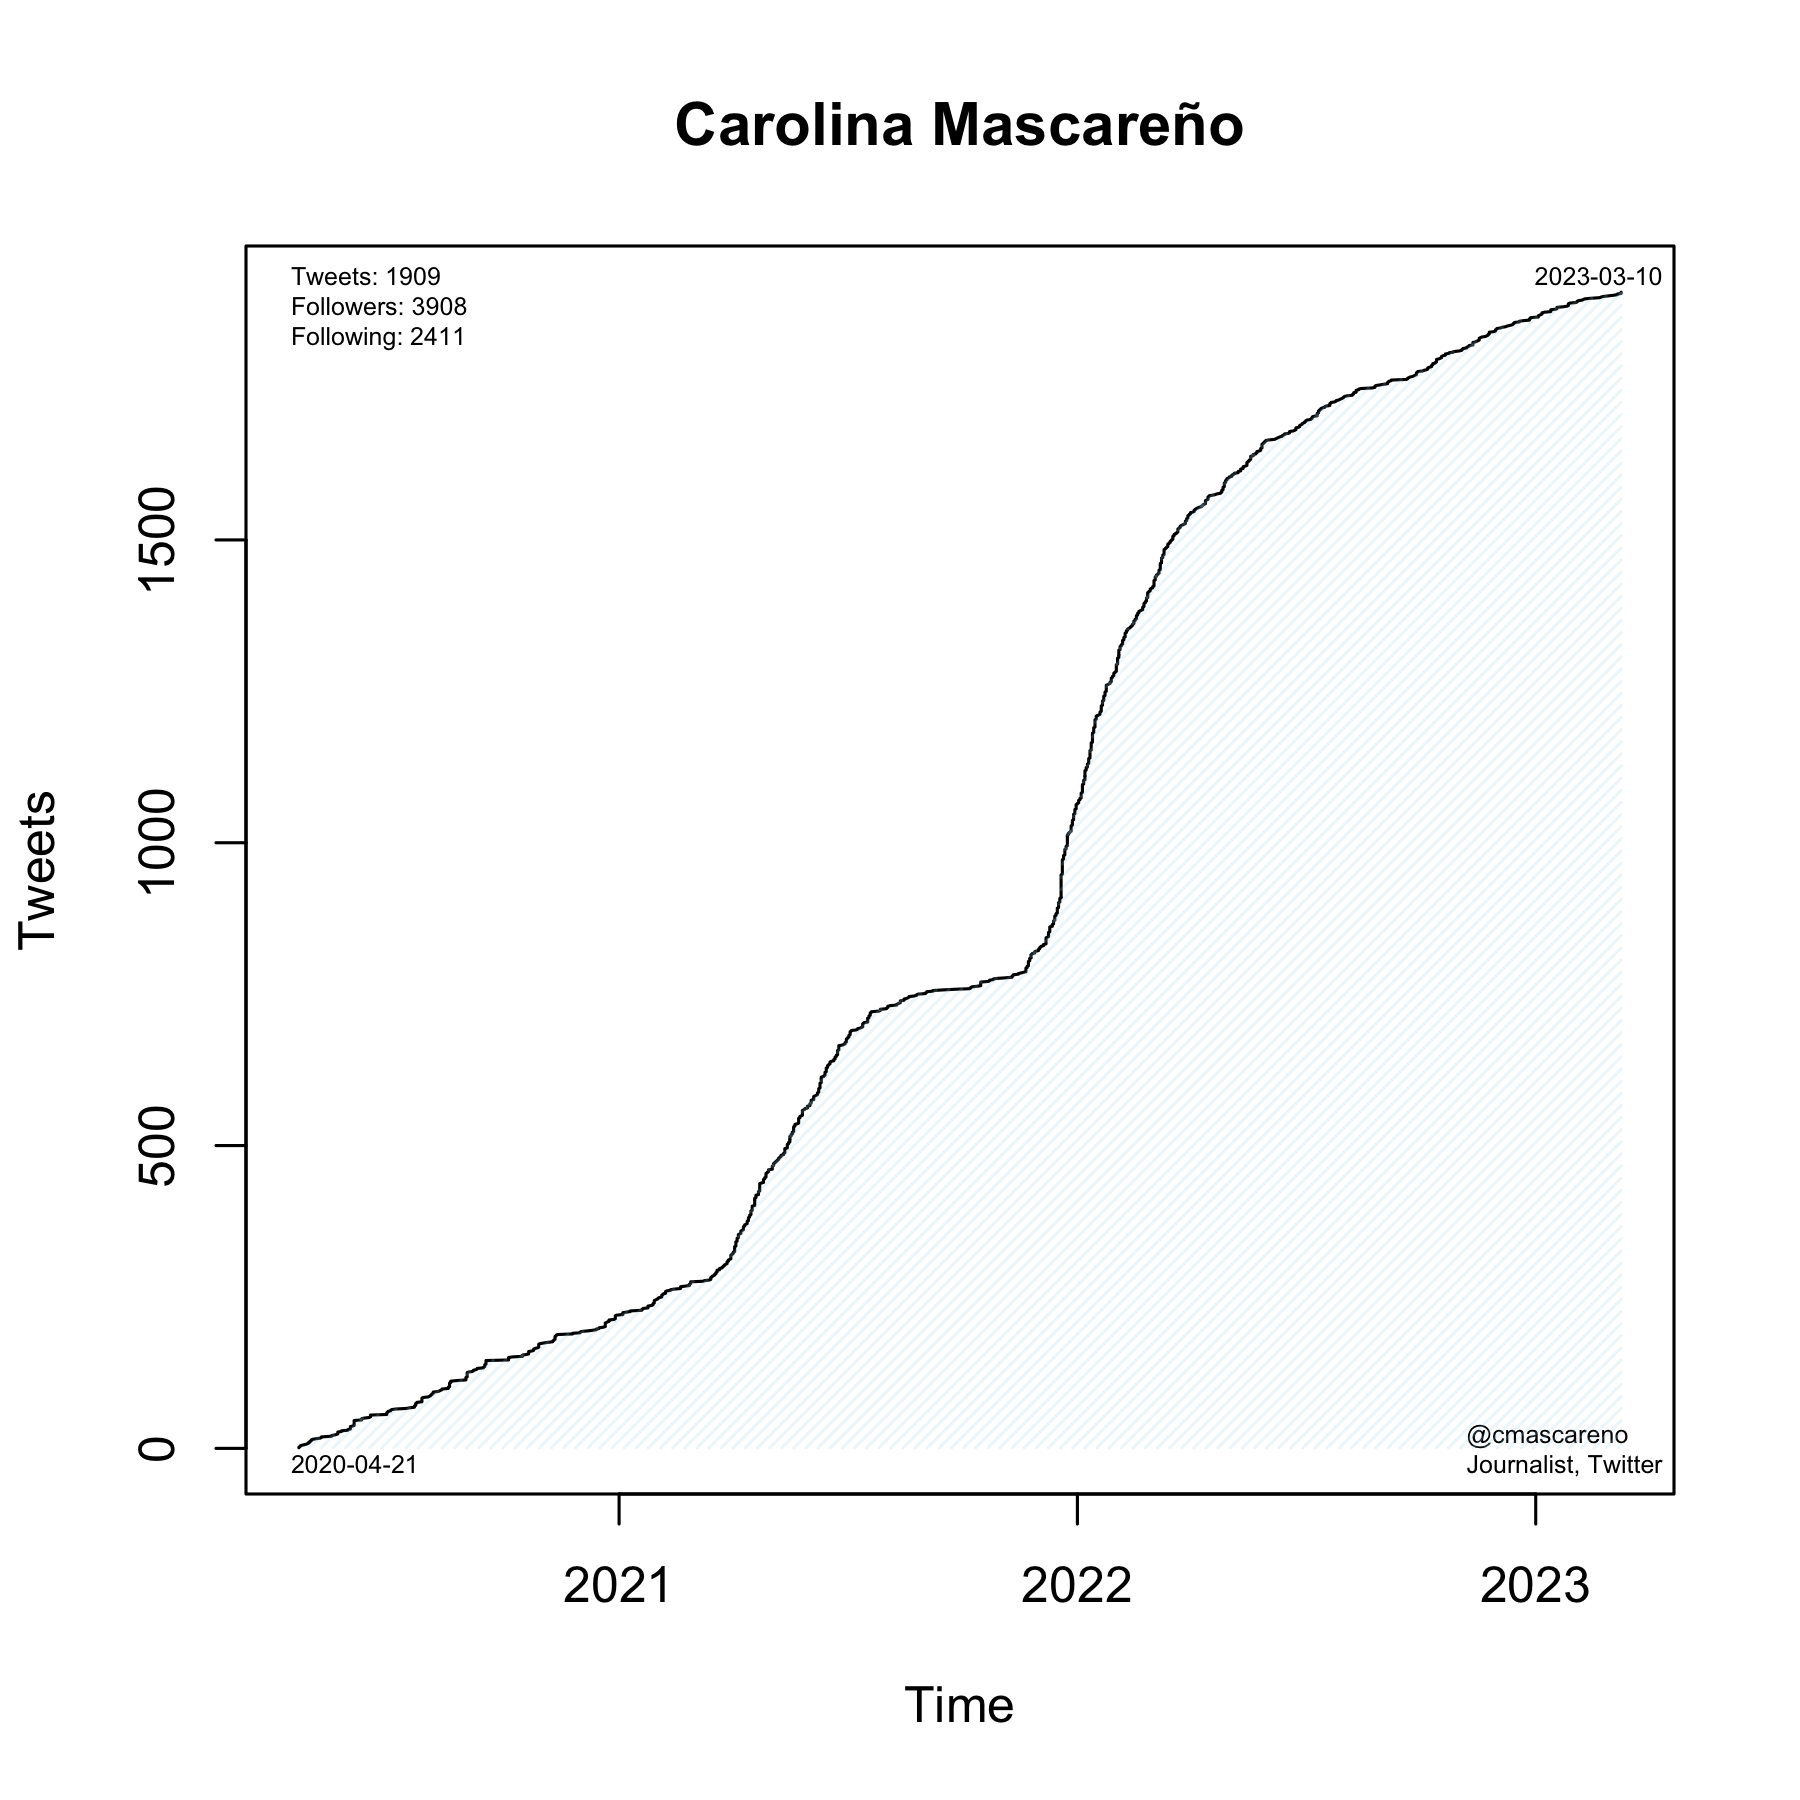 Carolina Mascareño
Tweets: 1909
Followers: 3908
Following: 2411
2023-03-10
Tweets
1500
1000
500
0
2020-04-21
@cmascareno
Journalist, Twitter
2021
2022
2023
Time